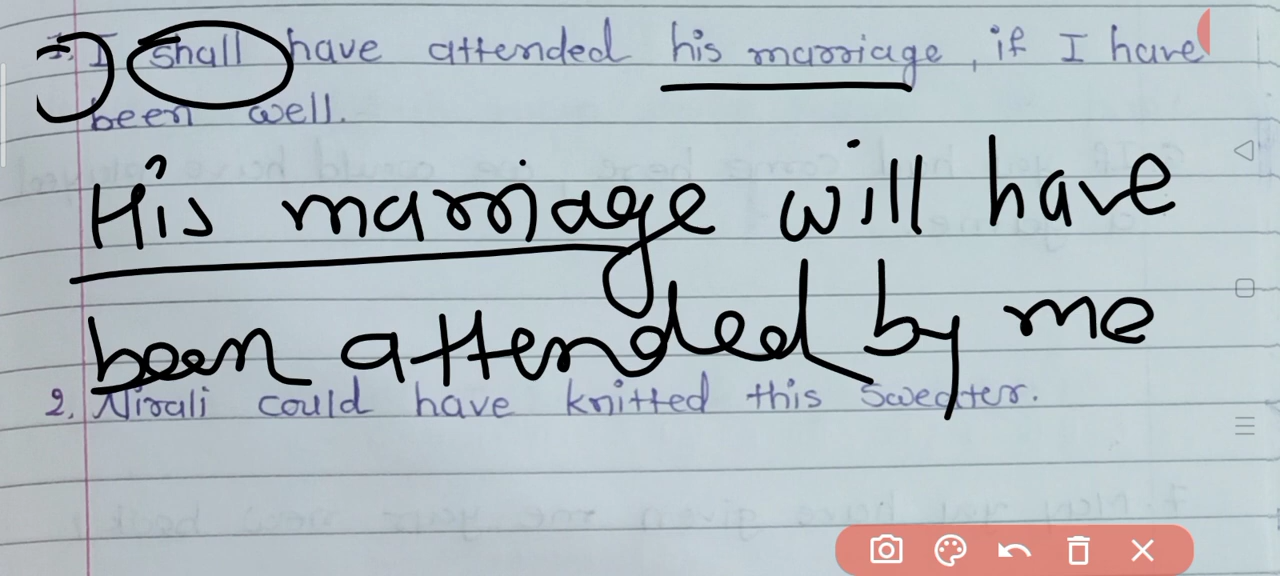 1. I shall have attended his marriage, if I have
been well.
His marriage will have
been attended by me
2. Nirali could have knitted this sweater.